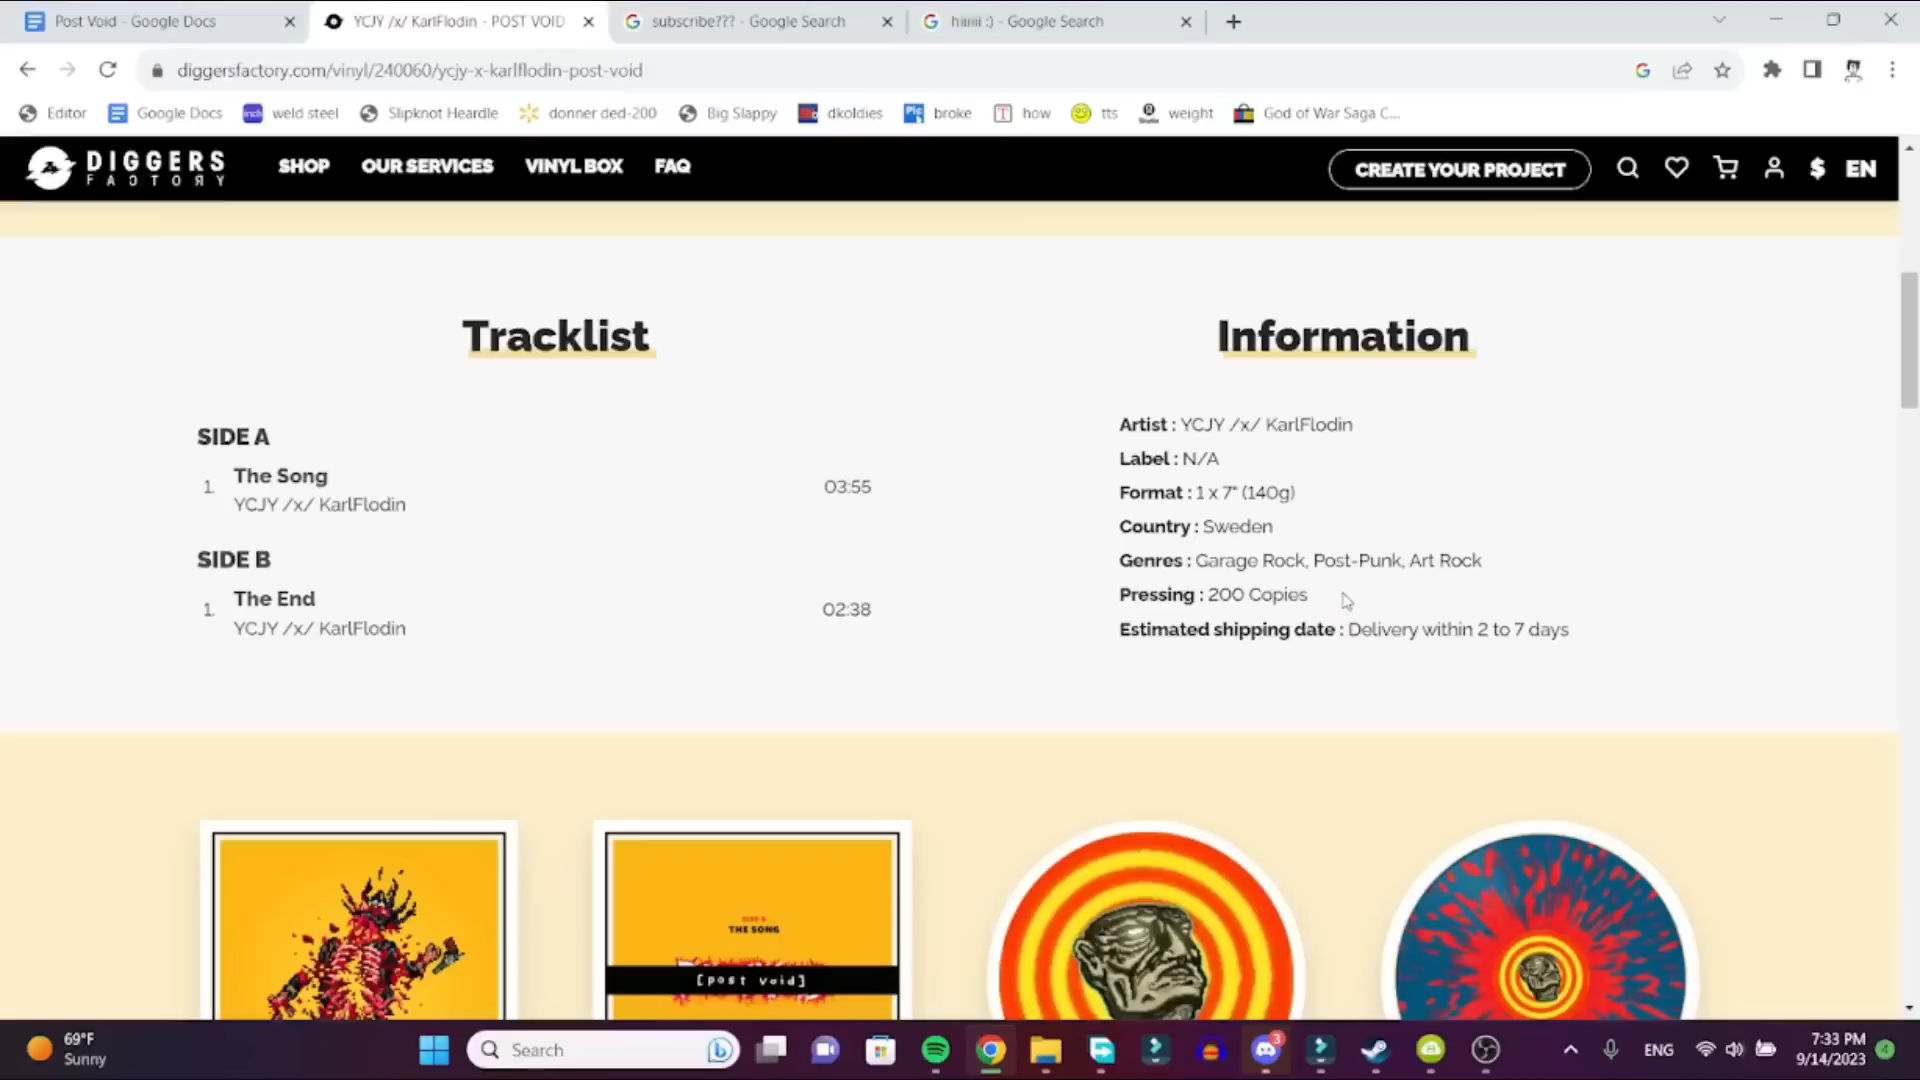 Post Void - Google Docs
YCJY /x/ KarlFlodin - POST VOID
subscribe??? - Google Search
hiiiiii :) - Google Search
diggersfactory.com/vinyl/240060/ycjy-x-karlflodin-post-void
Editor
Google Docs
inch
weld steel
Slipknot Heardle
donner ded-200
Big Slappy
dkoldies
broke
how
tts
weight
God of War Saga C...
DIGGERS
FACTORY
SHOP
OUR SERVICES
VINYL BOX
FAQ
CREATE YOUR PROJECT
$
EN
Tracklist
SIDE A
1. The Song 03:55
YCJY /x/ KarlFlodin
SIDE B
1. The End 02:38
YCJY /x/ KarlFlodin
Information
Artist : YCJY /x/ KarlFlodin
Label : N/A
Format : 1 x 7" (140g)
Country : Sweden
Genres : Garage Rock, Post-Punk, Art Rock
Pressing : 200 Copies
Estimated shipping date : Delivery within 2 to 7 days
THE SONG
[post void]
69°F
Sunny
Search
3
ENG
7:33 PM
9/14/2023
4